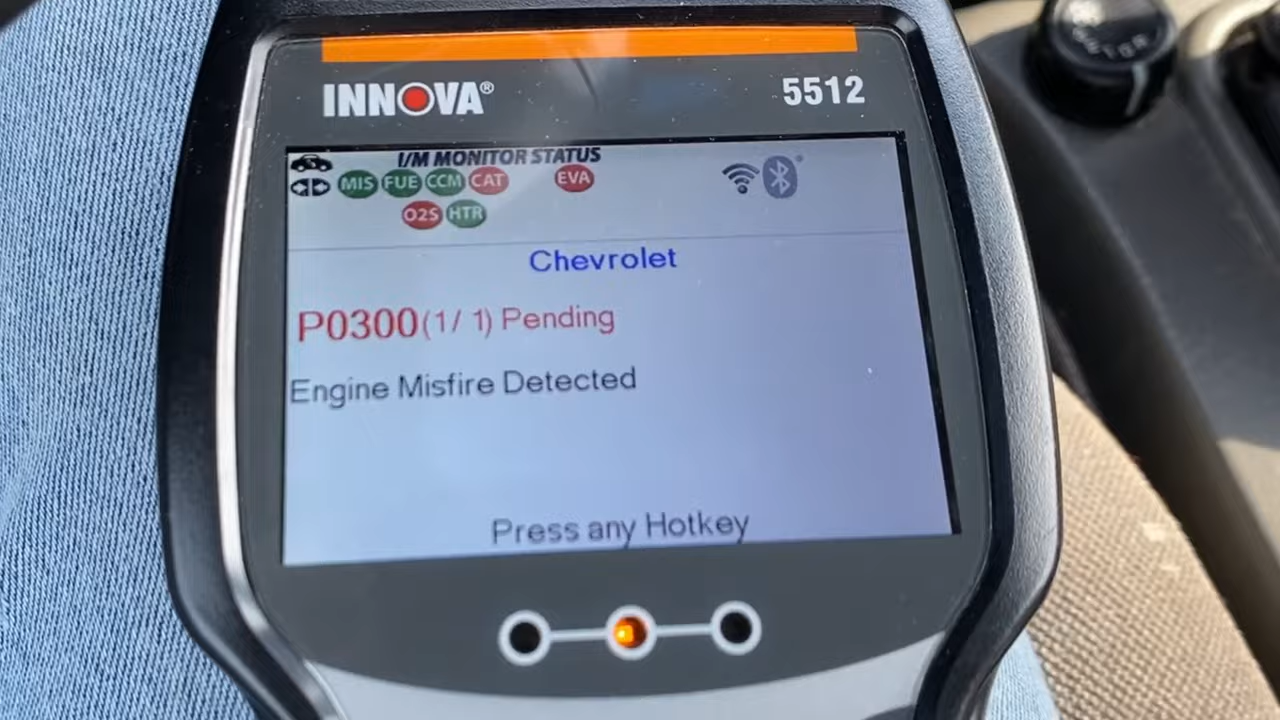 INNOVA® 5512
I/M MONITOR STATUS
MIS FUE CCM CAT EVA
O2S HTR
Chevrolet
P0300(1/ 1) Pending
Engine Misfire Detected
Press any Hotkey